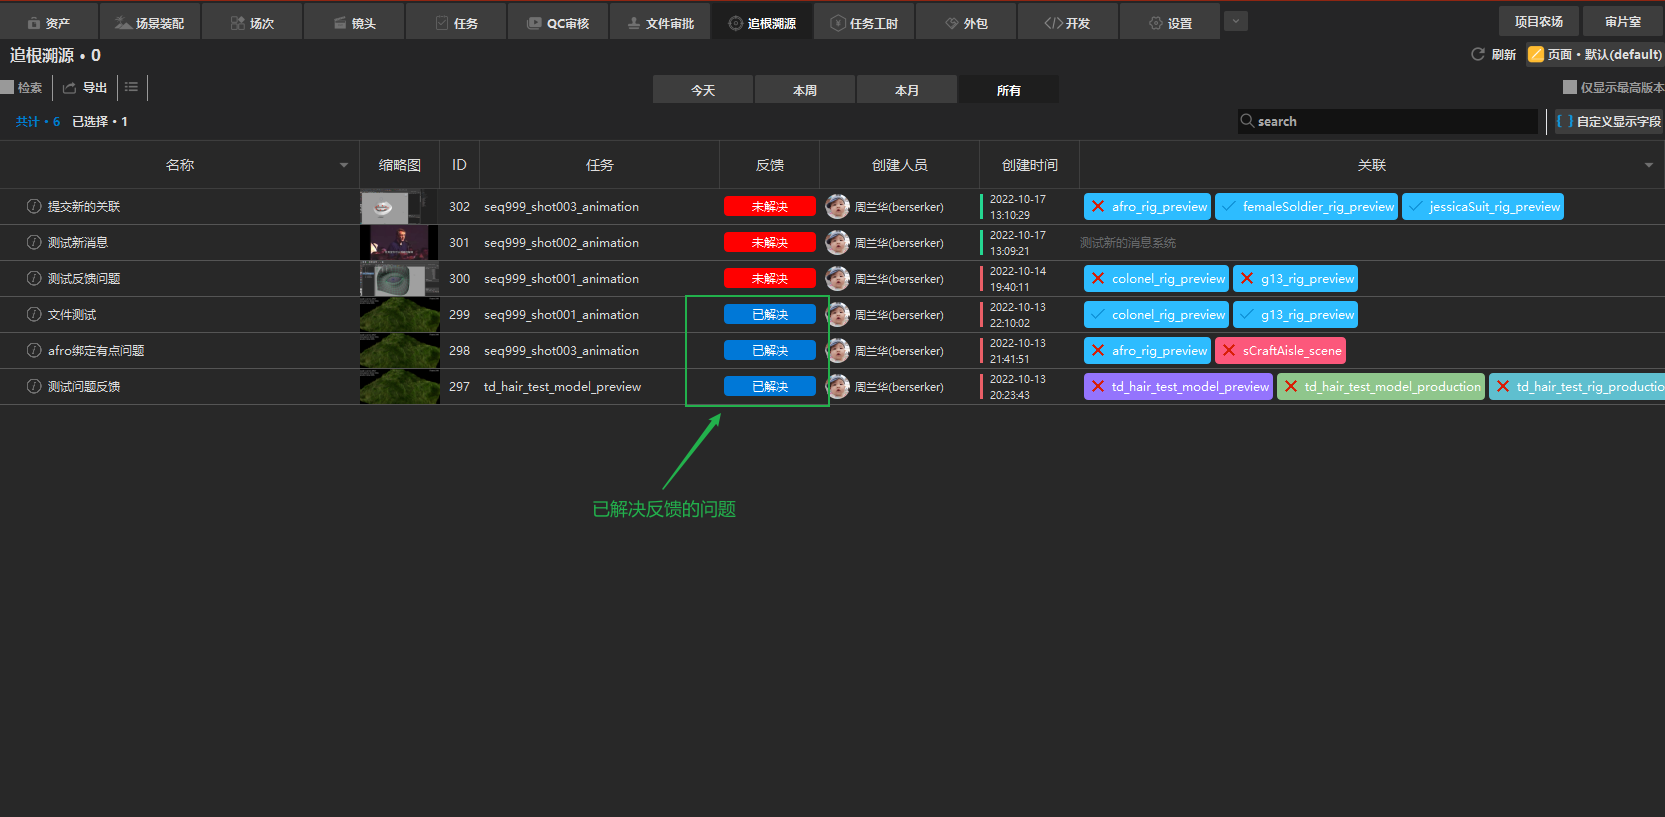 资产 场景装配 场次 镜头 任务 QC审核 文件审批 追根溯源 任务工时 外包 开发 设置 项目农场 审片室
追根溯源 • 0 刷新 页面 • 默认(default)
检索 导出 今天 本周 本月 所有 仅显示最高版本
共计 • 6 已选择 • 1 search 自定义显示字段
名称 缩略图 ID 任务 反馈 创建人员 创建时间 关联
提交新的关联 302 seq999_shot003_animation 未解决 周兰华(berserker) 2022-10-17 13:10:29 afro_rig_preview femaleSoldier_rig_preview jessicaSuit_rig_preview
测试新消息 301 seq999_shot002_animation 未解决 周兰华(berserker) 2022-10-17 13:09:21 测试新的消息系统
测试反馈问题 300 seq999_shot001_animation 未解决 周兰华(berserker) 2022-10-14 19:40:11 colonel_rig_preview g13_rig_preview
文件测试 299 seq999_shot001_animation 已解决 周兰华(berserker) 2022-10-13 22:10:02 colonel_rig_preview g13_rig_preview
afro绑定有点问题 298 seq999_shot003_animation 已解决 周兰华(berserker) 2022-10-13 21:41:51 afro_rig_preview sCraftAisle_scene
测试问题反馈 297 td_hair_test_model_preview 已解决 周兰华(berserker) 2022-10-13 20:23:43 td_hair_test_model_preview td_hair_test_model_production td_hair_test_rig_productio
已解决反馈的问题